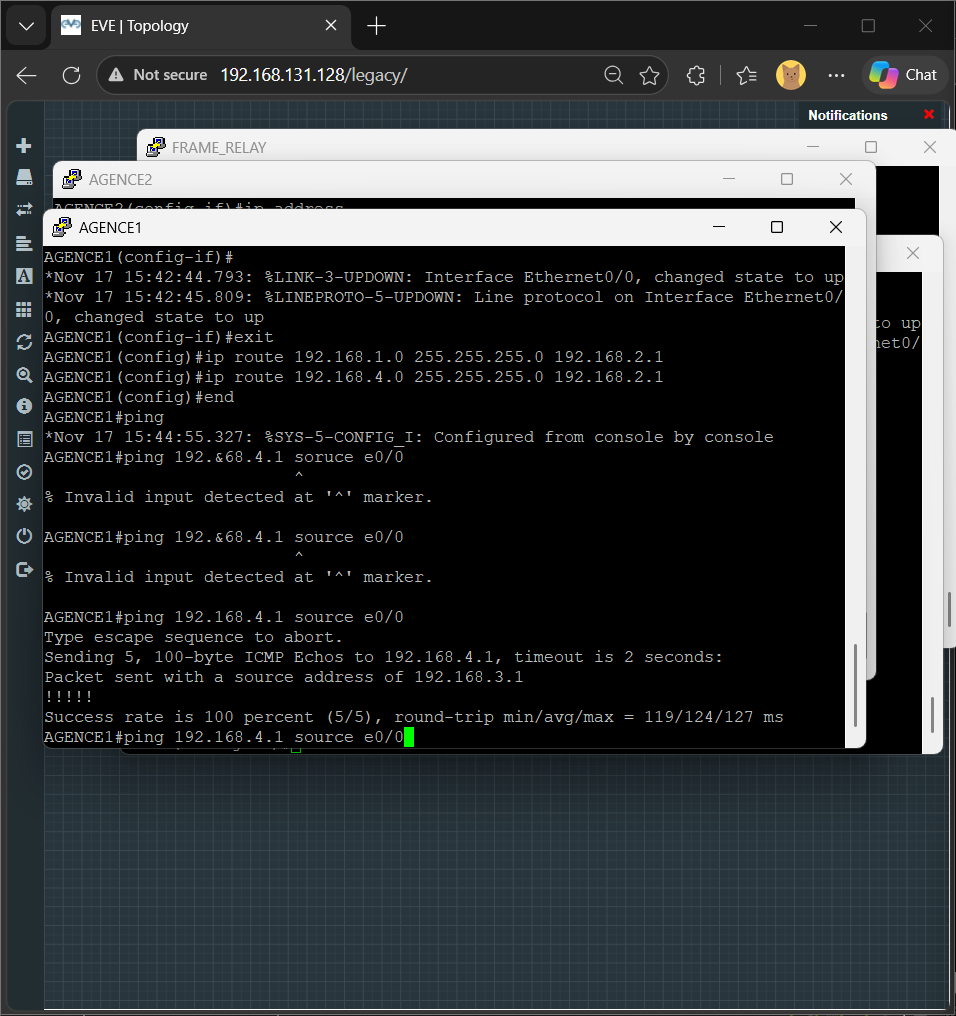 EVE | Topology
Not secure 192.168.131.128/legacy/
Chat
Notifications
FRAME_RELAY
AGENCE2
AGENCE2(config-if)#ip address
AGENCE1
AGENCE1(config-if)#
*Nov 17 15:42:44.793: %LINK-3-UPDOWN: Interface Ethernet0/0, changed state to up
*Nov 17 15:42:45.809: %LINEPROTO-5-UPDOWN: Line protocol on Interface Ethernet0/
0, changed state to up
AGENCE1(config-if)#exit
AGENCE1(config)#ip route 192.168.1.0 255.255.255.0 192.168.2.1
AGENCE1(config)#ip route 192.168.4.0 255.255.255.0 192.168.2.1
AGENCE1(config)#end
AGENCE1#ping
*Nov 17 15:44:55.327: %SYS-5-CONFIG_I: Configured from console by console
AGENCE1#ping 192.&68.4.1 soruce e0/0
^
% Invalid input detected at '^' marker.
AGENCE1#ping 192.&68.4.1 source e0/0
^
% Invalid input detected at '^' marker.
AGENCE1#ping 192.168.4.1 source e0/0
Type escape sequence to abort.
Sending 5, 100-byte ICMP Echos to 192.168.4.1, timeout is 2 seconds:
Packet sent with a source address of 192.168.3.1
!!!!!
Success rate is 100 percent (5/5), round-trip min/avg/max = 119/124/127 ms
AGENCE1#ping 192.168.4.1 source e0/0
to up
net0/